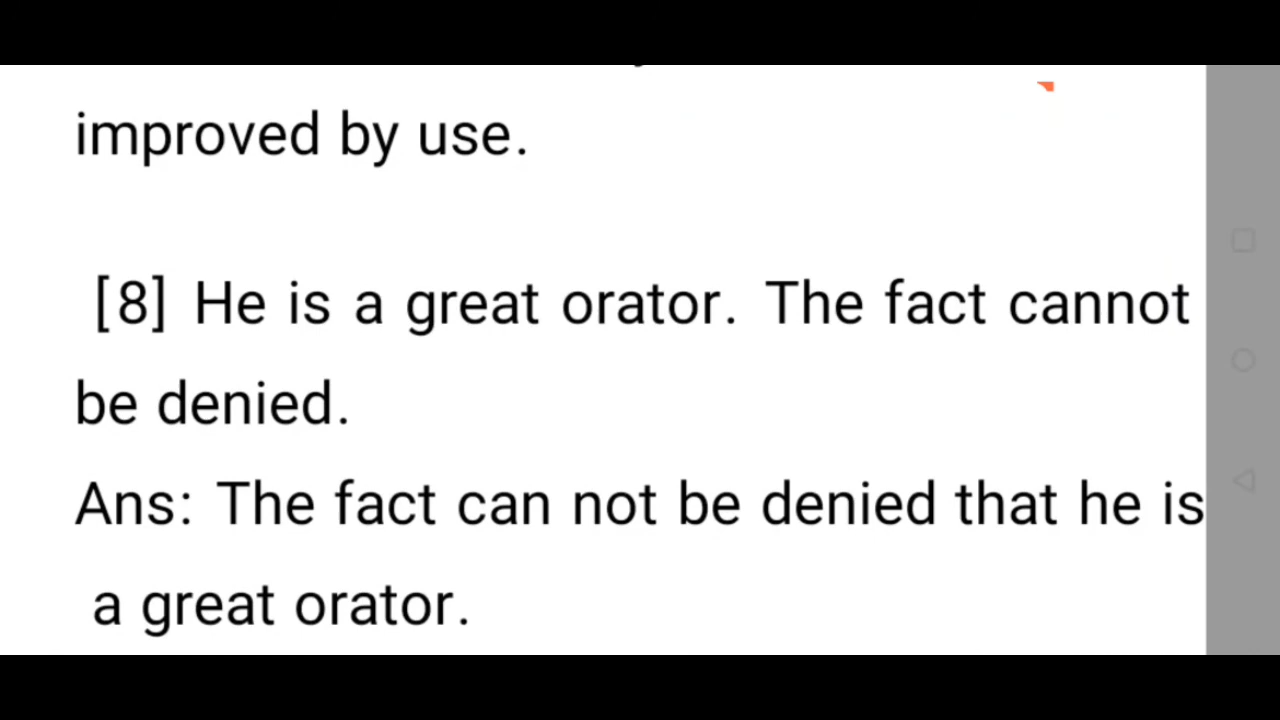 improved by use.
[8] He is a great orator. The fact cannot
be denied.
Ans: The fact can not be denied that he is
a great orator.